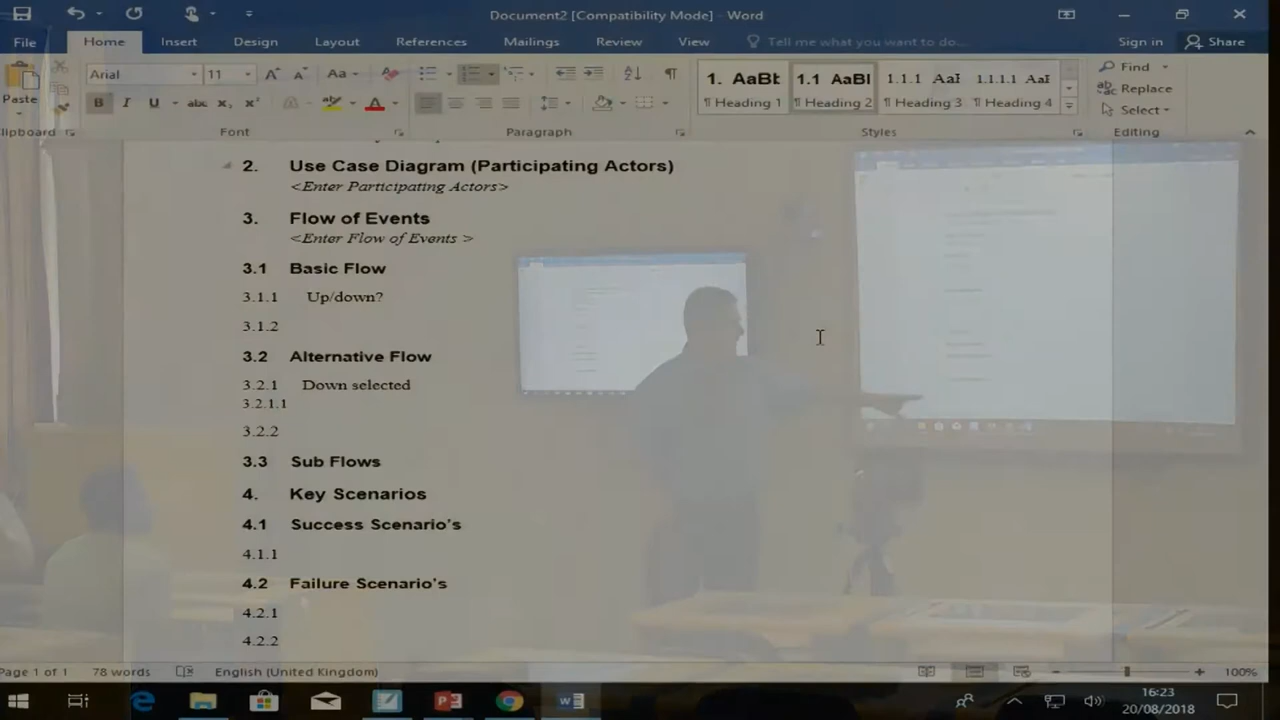 Document2 [Compatibility Mode] - Word
File Home Insert Design Layout References Mailings Review View Tell me what you want to do... Sign in Share
Arial 11 Aa
1. AaBb 1.1 AaBl 1.1.1 Aal 1.1.1.1 Aal
Find
Paste
B I U abc x₂ x² A
¶ Heading 1 ¶ Heading 2 ¶ Heading 3 ¶ Heading 4
Replace
Select
lipboard Font Paragraph Styles Editing
2. Use Case Diagram (Participating Actors)
<Enter Participating Actors>
3. Flow of Events
<Enter Flow of Events >
3.1 Basic Flow
3.1.1 Up/down?
3.1.2
3.2 Alternative Flow
3.2.1 Down selected
3.2.1.1
3.2.2
3.3 Sub Flows
4. Key Scenarios
4.1 Success Scenario's
4.1.1
4.2 Failure Scenario's
4.2.1
4.2.2
Page 1 of 1 78 words English (United Kingdom) 100%
16:23
20/08/2018